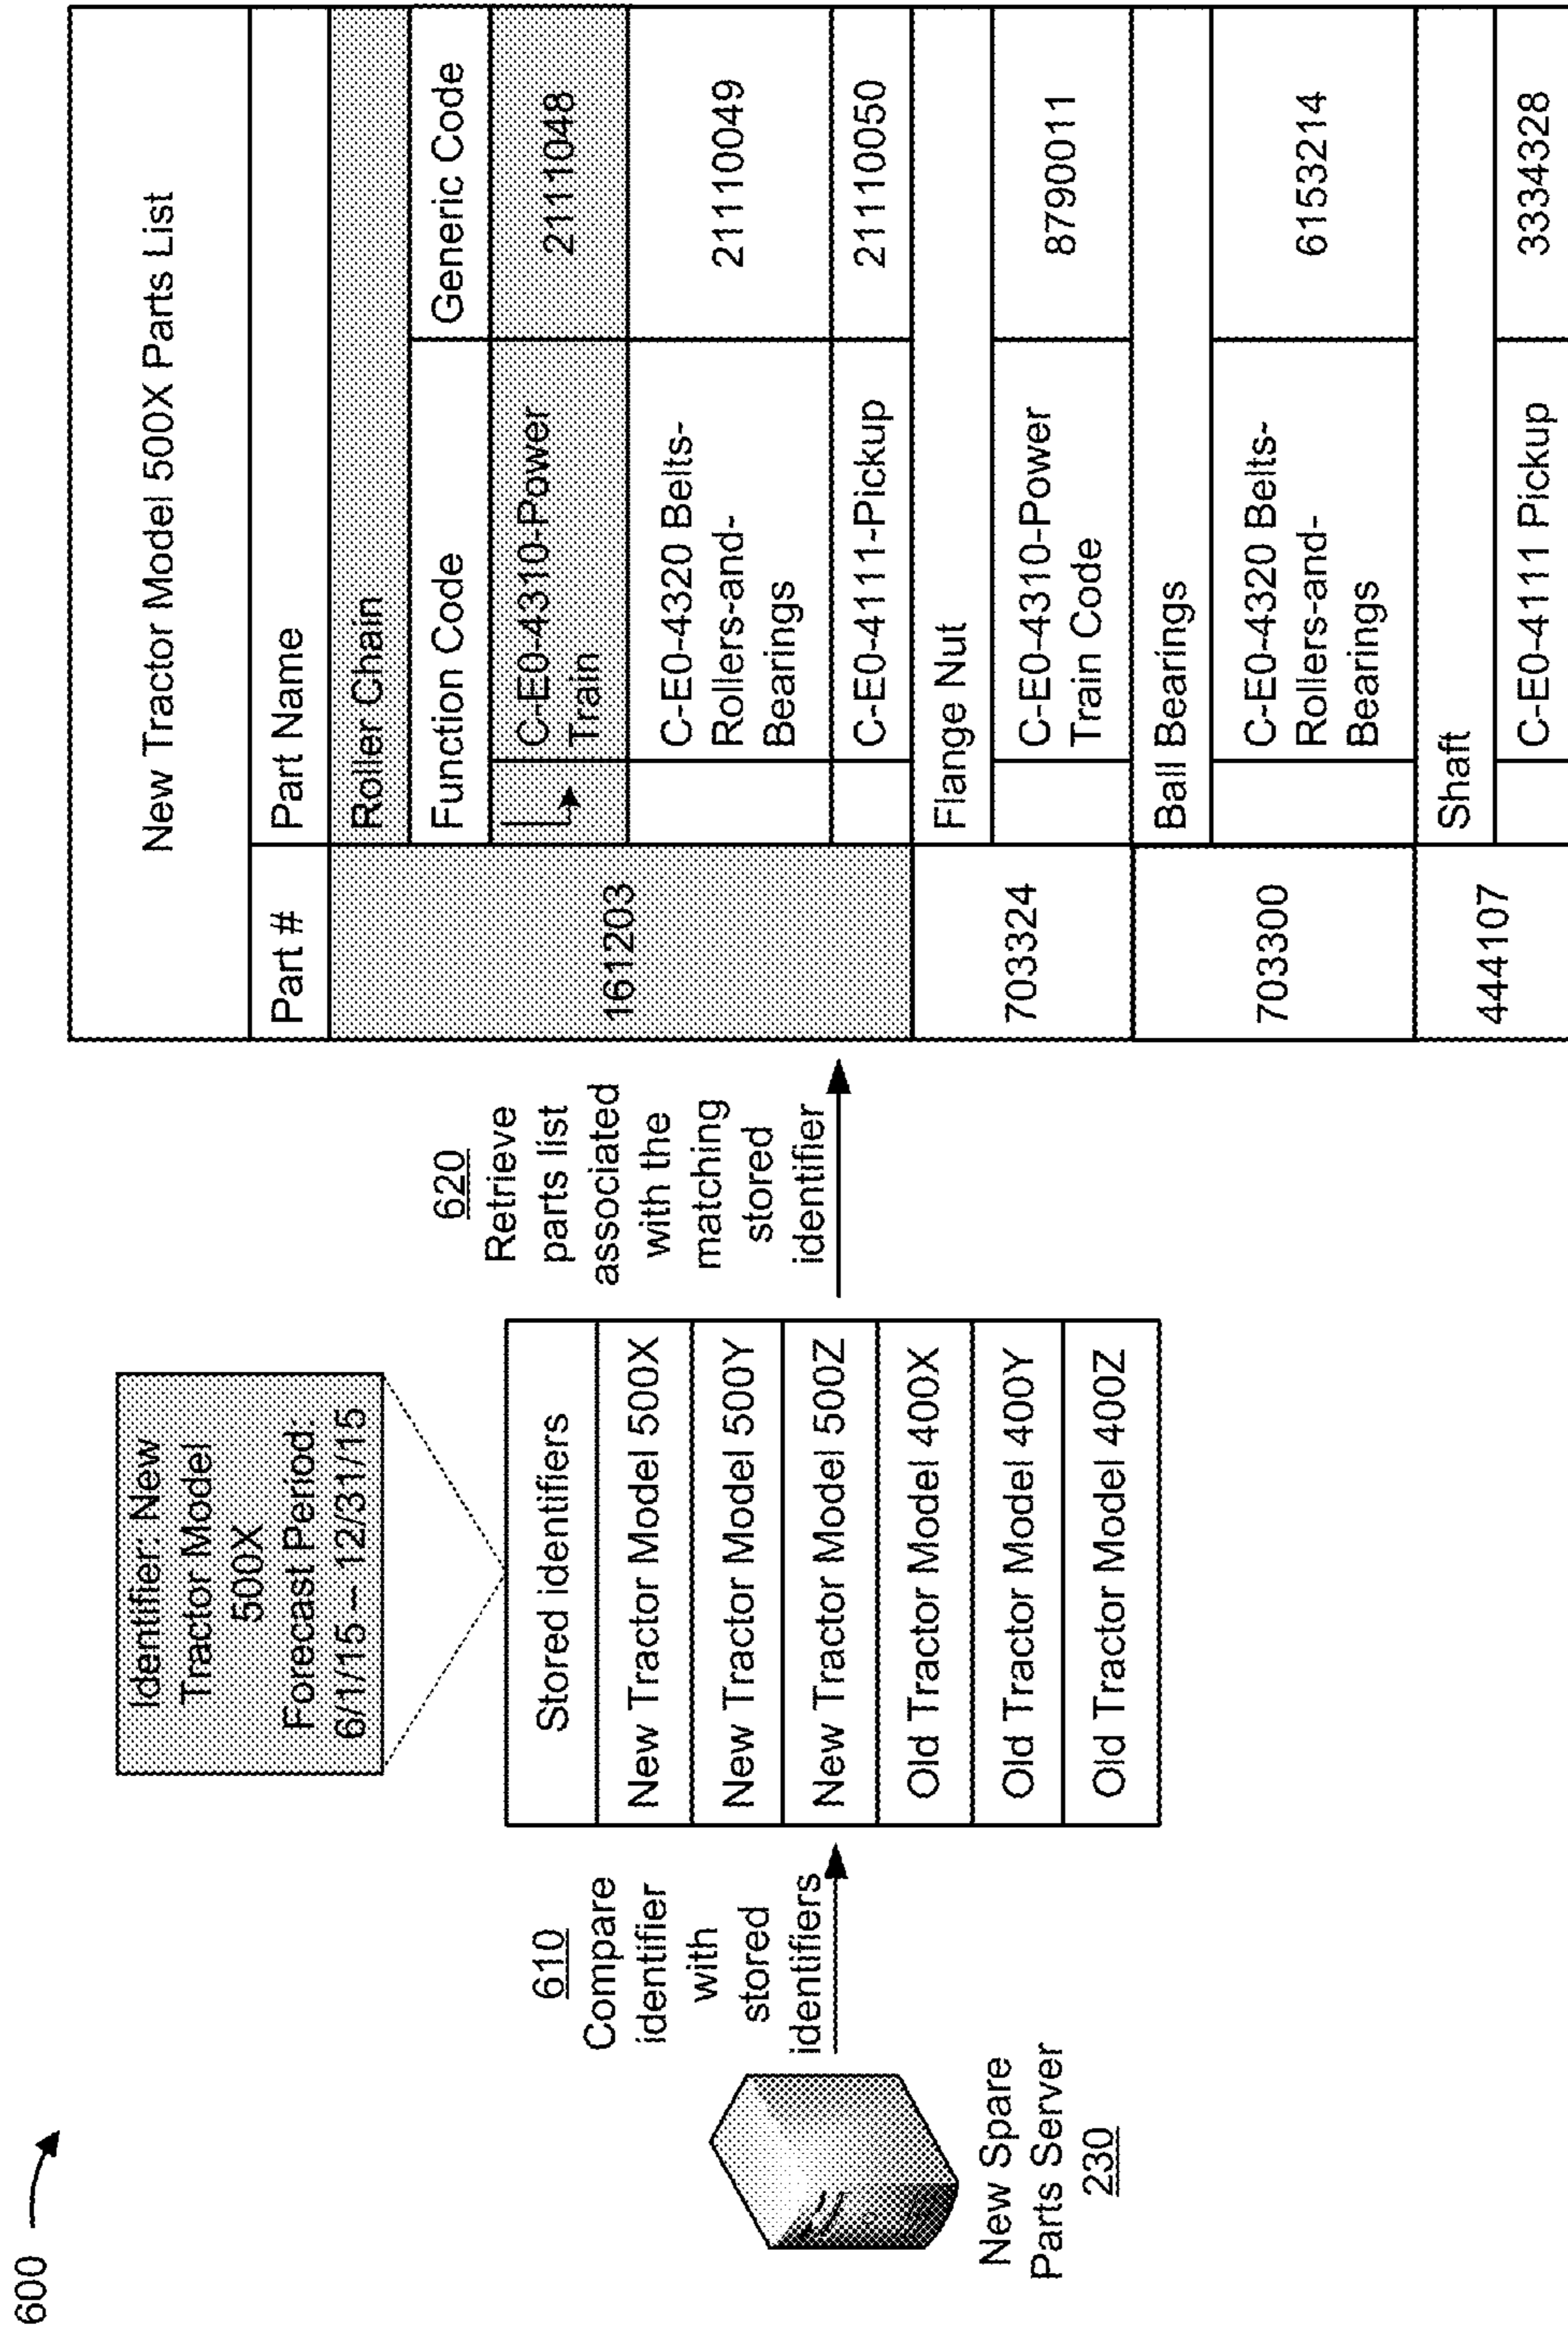 600
610
Compare
identifier
with
stored
identifiers
New Spare
Parts Server
230
Identifier: New
Tractor Model
500X
Forecast Period:
6/1/15 – 12/31/15
Stored identifiers
New Tractor Model 500X
New Tractor Model 500Y
New Tractor Model 500Z
Old Tractor Model 400X
Old Tractor Model 400Y
Old Tractor Model 400Z
620
Retrieve
parts list
associated
with the
matching
stored
identifier
New Tractor Model 500X Parts List
Part # Part Name
161203 Roller Chain
Function Code Generic Code
C-E0-4310-Power 2111048
Train
C-E0-4320 Belts- 21110049
Rollers-and-
Bearings
C-E0-4111-Pickup 21110050
703324 Flange Nut
C-E0-4310-Power 8790011
Train Code
703300 Ball Bearings
C-E0-4320 Belts- 6153214
Rollers-and-
Bearings
444107 Shaft
C-E0-4111 Pickup 3334328